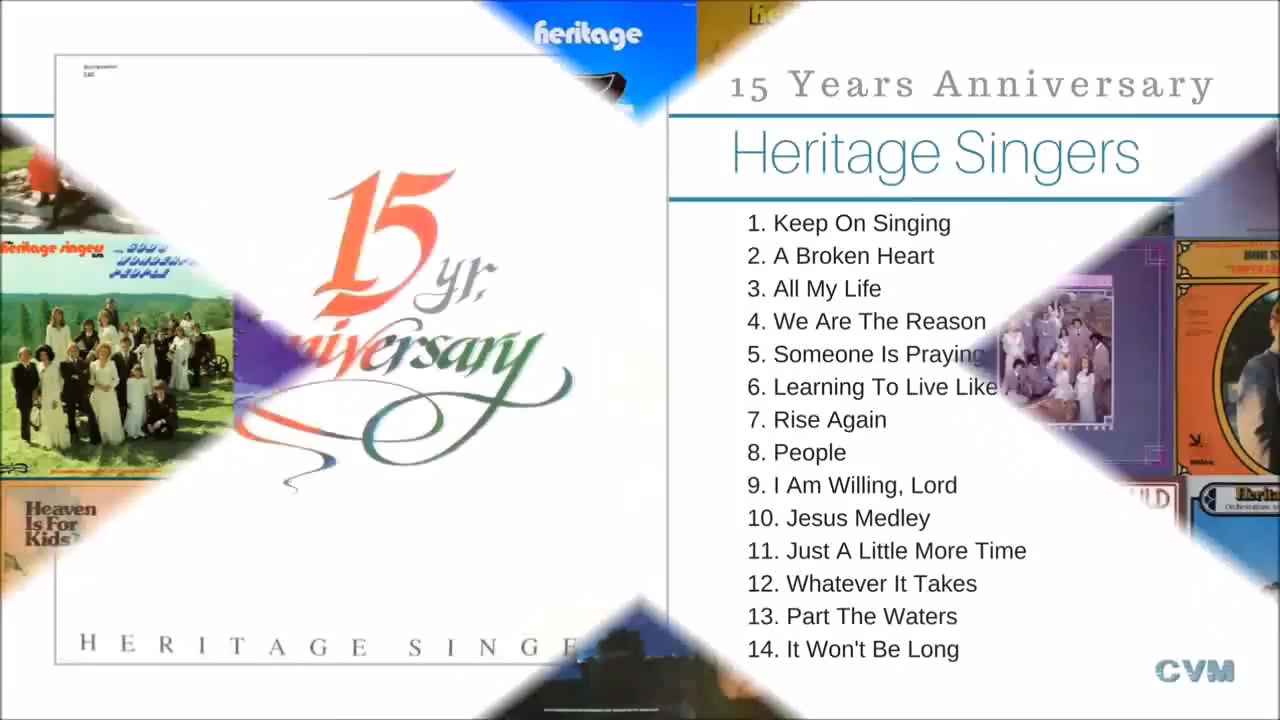 heritage
15 Years Anniversary
Heritage Singers
15 yr.
niversary
HERITAGE SINGE
1. Keep On Singing
2. A Broken Heart
3. All My Life
4. We Are The Reason
5. Someone Is Praying
6. Learning To Live Like
7. Rise Again
8. People
9. I Am Willing, Lord
10. Jesus Medley
11. Just A Little More Time
12. Whatever It Takes
13. Part The Waters
14. It Won't Be Long
heritage singers
PEOPLE
Heaven
Is For
Kids
CVM